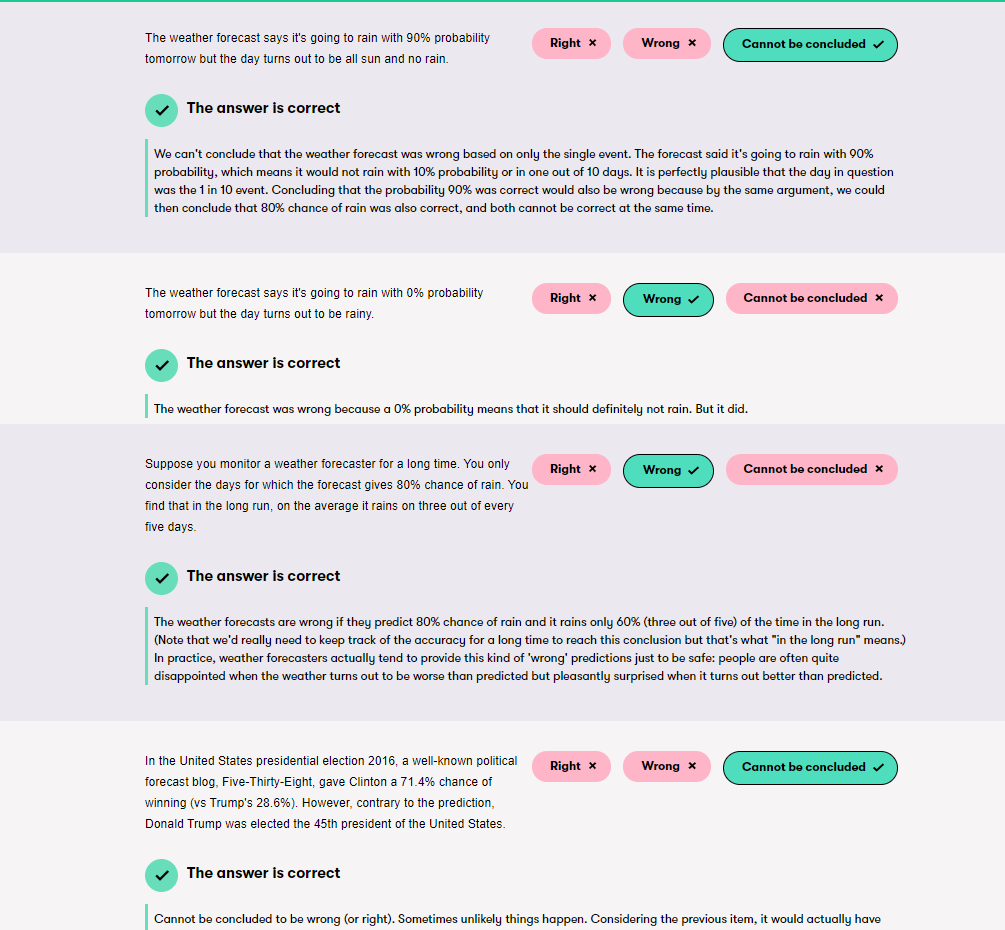 The weather forecast says it's going to rain with 90% probability
tomorrow but the day turns out to be all sun and no rain.
Right ×
Wrong ×
Cannot be concluded ✓
The answer is correct
We can't conclude that the weather forecast was wrong based on only the single event. The forecast said it's going to rain with 90%
probability, which means it would not rain with 10% probability or in one out of 10 days. It is perfectly plausible that the day in question
was the 1 in 10 event. Concluding that the probability 90% was correct would also be wrong because by the same argument, we could
then conclude that 80% chance of rain was also correct, and both cannot be correct at the same time.
The weather forecast says it's going to rain with 0% probability
tomorrow but the day turns out to be rainy.
Right ×
Wrong ✓
Cannot be concluded ×
The answer is correct
The weather forecast was wrong because a 0% probability means that it should definitely not rain. But it did.
Suppose you monitor a weather forecaster for a long time. You only
consider the days for which the forecast gives 80% chance of rain. You
find that in the long run, on the average it rains on three out of every
five days.
Right ×
Wrong ✓
Cannot be concluded ×
The answer is correct
The weather forecasts are wrong if they predict 80% chance of rain and it rains only 60% (three out of five) of the time in the long run.
(Note that we'd really need to keep track of the accuracy for a long time to reach this conclusion but that's what "in the long run" means.)
In practice, weather forecasters actually tend to provide this kind of 'wrong' predictions just to be safe: people are often quite
disappointed when the weather turns out to be worse than predicted but pleasantly surprised when it turns out better than predicted.
In the United States presidential election 2016, a well-known political
forecast blog, Five-Thirty-Eight, gave Clinton a 71.4% chance of
winning (vs Trump's 28.6%). However, contrary to the prediction,
Donald Trump was elected the 45th president of the United States.
Right ×
Wrong ×
Cannot be concluded ✓
The answer is correct
Cannot be concluded to be wrong (or right). Sometimes unlikely things happen. Considering the previous item, it would actually have